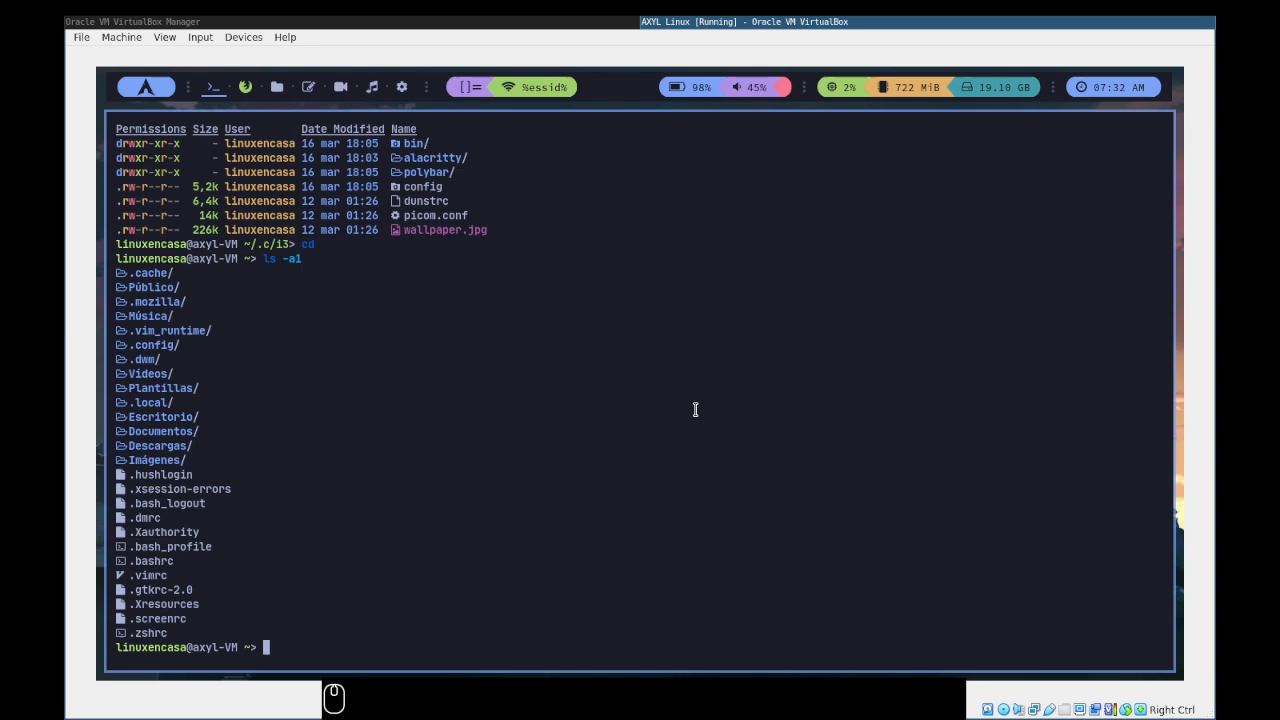 Oracle VM VirtualBox Manager
AXYL Linux [Running] - Oracle VM VirtualBox
File Machine View Input Devices Help
[]= %essid% 98% 45% 2% 722 MiB 19.10 GB 07:32 AM
Permissions Size User Date Modified Name
drwxr-xr-x - linuxencasa 16 mar 18:05 bin/
drwxr-xr-x - linuxencasa 16 mar 18:03 alacritty/
drwxr-xr-x - linuxencasa 16 mar 18:05 polybar/
.rw-r--r-- 5,2k linuxencasa 16 mar 18:05 config
.rw-r--r-- 6,4k linuxencasa 12 mar 01:26 dunstrc
.rw-r--r-- 14k linuxencasa 12 mar 01:26 picom.conf
.rw-r--r-- 226k linuxencasa 12 mar 01:26 wallpaper.jpg
linuxencasa@axyl-VM ~/.c/i3> cd
linuxencasa@axyl-VM ~> ls -a1
.cache/
Público/
.mozilla/
Música/
.vim_runtime/
.config/
.dwm/
Vídeos/
Plantillas/
.local/
Escritorio/
Documentos/
Descargas/
Imágenes/
.hushlogin
.xsession-errors
.bash_logout
.dmrc
.Xauthority
.bash_profile
.bashrc
.vimrc
.gtkrc-2.0
.Xresources
.screenrc
.zshrc
linuxencasa@axyl-VM ~>
Right Ctrl